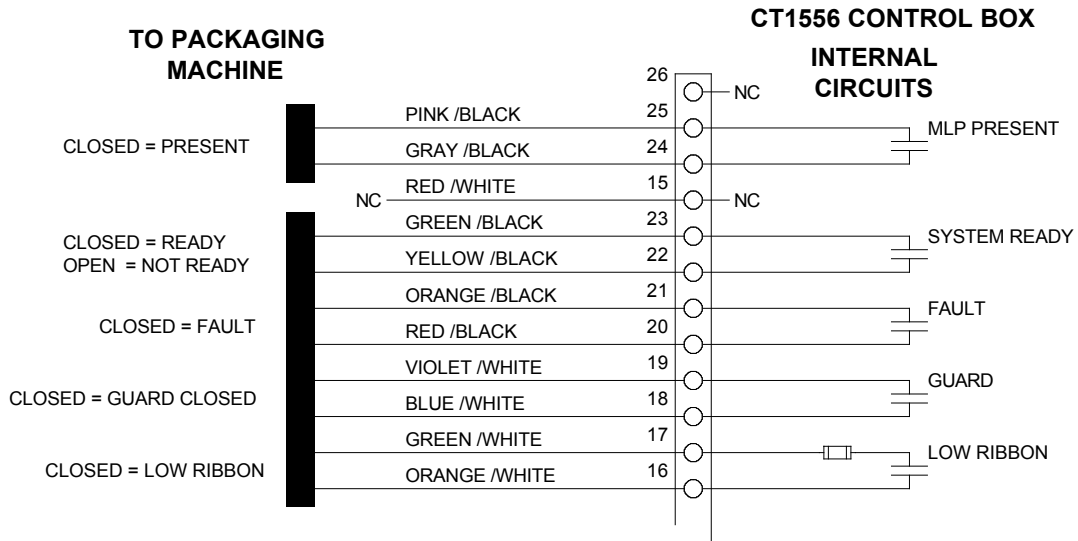 CT1556 CONTROL BOX
TO PACKAGING
MACHINE
INTERNAL
CIRCUITS
26
NC
PINK /BLACK
25
MLP PRESENT
CLOSED = PRESENT
GRAY /BLACK
24
NC
RED /WHITE
15
NC
GREEN /BLACK
23
SYSTEM READY
CLOSED = READY
OPEN = NOT READY
YELLOW /BLACK
22
ORANGE /BLACK
21
FAULT
CLOSED = FAULT
RED /BLACK
20
VIOLET /WHITE
19
GUARD
CLOSED = GUARD CLOSED
BLUE /WHITE
18
GREEN /WHITE
17
LOW RIBBON
CLOSED = LOW RIBBON
ORANGE /WHITE
16